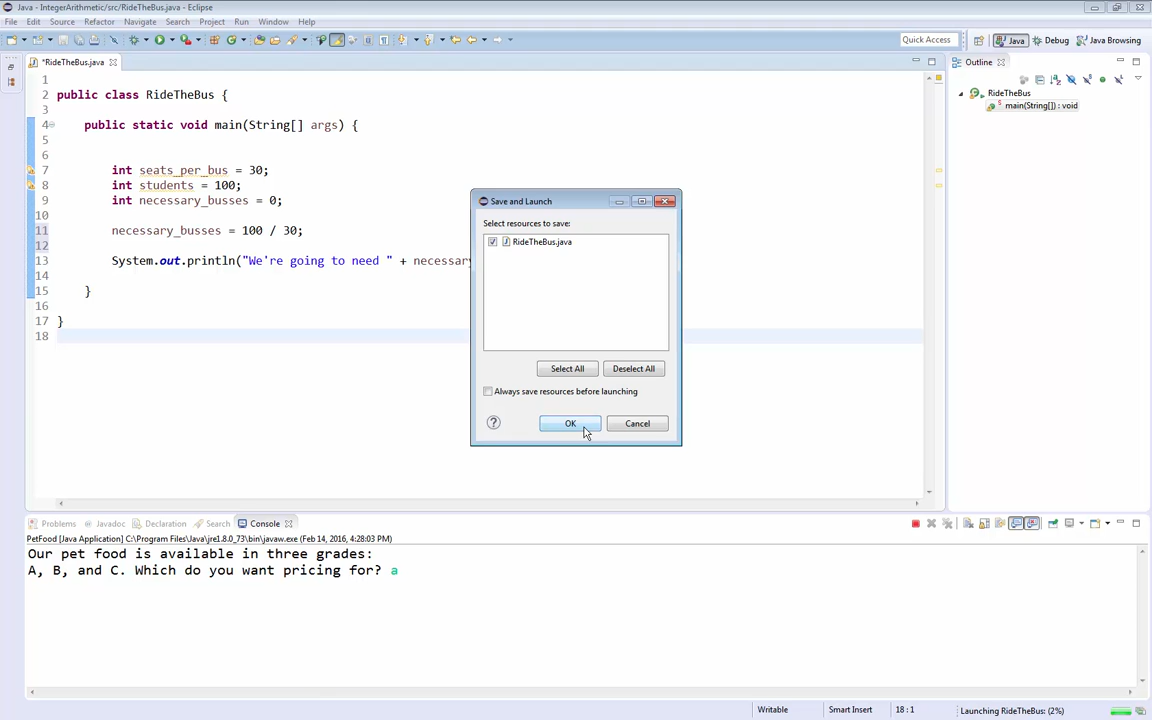 Java - IntegerArithmetic/src/RideTheBus.java - Eclipse
File Edit Source Refactor Navigate Search Project Run Window Help
Quick Access Java Debug Java Browsing
*RideTheBus.java
Outline
1
2 public class RideTheBus {
3
4 public static void main(String[] args) {
5
6
7 int seats_per_bus = 30;
8 int students = 100;
9 int necessary_busses = 0;
10
11 necessary_busses = 100 / 30;
12
13 System.out.println("We're going to need " + necessary
14
15 }
16
17 }
18
RideTheBus
main(String[]) : void
Save and Launch
Select resources to save:
RideTheBus.java
Select All Deselect All
Always save resources before launching
? OK Cancel
Problems Javadoc Declaration Search Console
PetFood [Java Application] C:\Program Files\Java\jre1.8.0_73\bin\javaw.exe (Feb 14, 2016, 4:28:03 PM)
Our pet food is available in three grades:
A, B, and C. Which do you want pricing for? a
Writable Smart Insert 18 : 1 Launching RideTheBus: (2%)